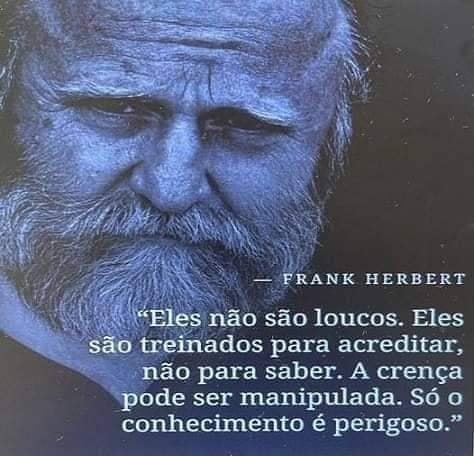 — FRANK HERBERT
“Eles não são loucos. Eles
são treinados para acreditar,
não para saber. A crença
pode ser manipulada. Só o
conhecimento é perigoso.”